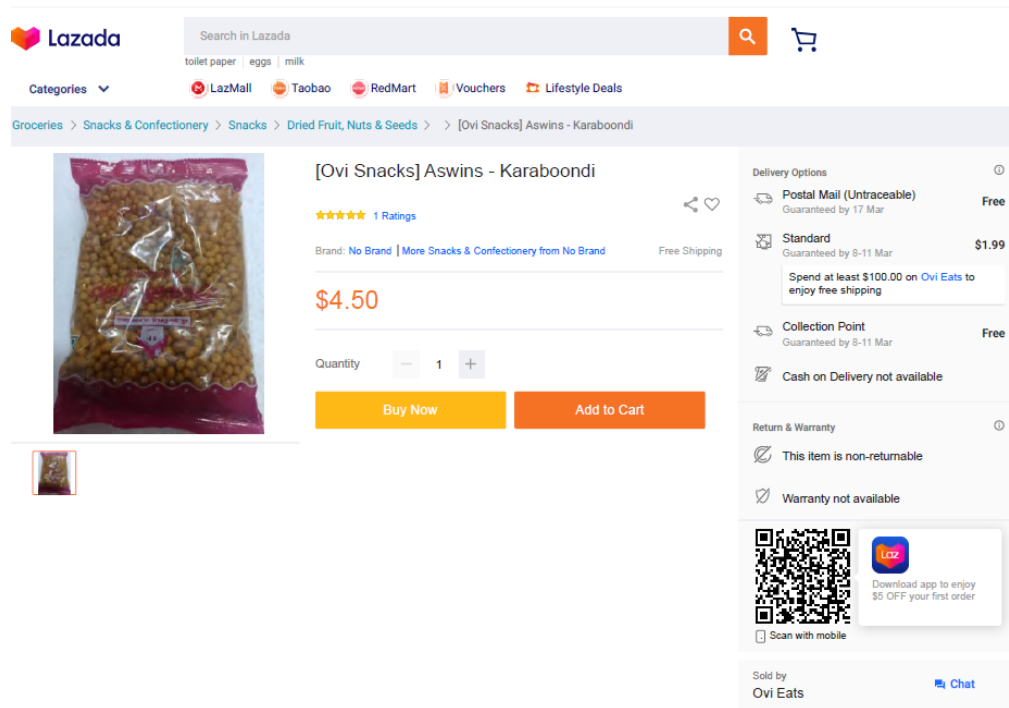 Lazada
Search in Lazada
toilet paper eggs milk
Categories LazMall Taobao RedMart Vouchers Lifestyle Deals
Groceries > Snacks & Confectionery > Snacks > Dried Fruit, Nuts & Seeds > > [Ovi Snacks] Aswins - Karaboondi
[Ovi Snacks] Aswins - Karaboondi
1 Ratings
Brand: No Brand | More Snacks & Confectionery from No Brand
Free Shipping
$4.50
Quantity − 1 +
Buy Now
Add to Cart
Delivery Options
Postal Mail (Untraceable) Free
Guaranteed by 17 Mar
Standard $1.99
Guaranteed by 8-11 Mar
Spend at least $100.00 on Ovi Eats to
enjoy free shipping
Collection Point Free
Guaranteed by 8-11 Mar
Cash on Delivery not available
Return & Warranty
This item is non-returnable
Warranty not available
Laz
Download app to enjoy
$5 OFF your first order
Scan with mobile
Sold by
Ovi Eats
Chat